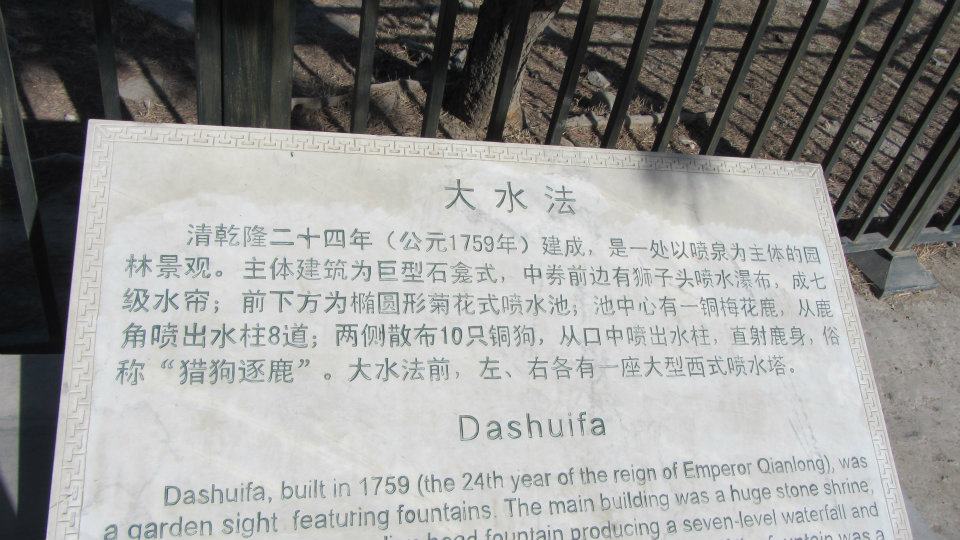 大水法
清乾隆二十四年（公元1759年）建成，是一处以喷泉为主体的园
林景观。主体建筑为巨型石龛式，中券前边有狮子头喷水瀑布，成七
级水帘；前下方为椭圆形菊花式喷水池；池中心有一铜梅花鹿，从鹿
角喷出水柱8道；两侧散布10只铜狗，从口中喷出水柱，直射鹿身，俗
称“猎狗逐鹿”。大水法前，左、右各有一座大型西式喷水塔。
Dashuifa
Dashuifa, built in 1759 (the 24th year of the reign of Emperor Qianlong), was
a garden sight featuring fountains. The main building was a huge stone shrine,
head fountain producing a seven-level waterfall and
fountain was a